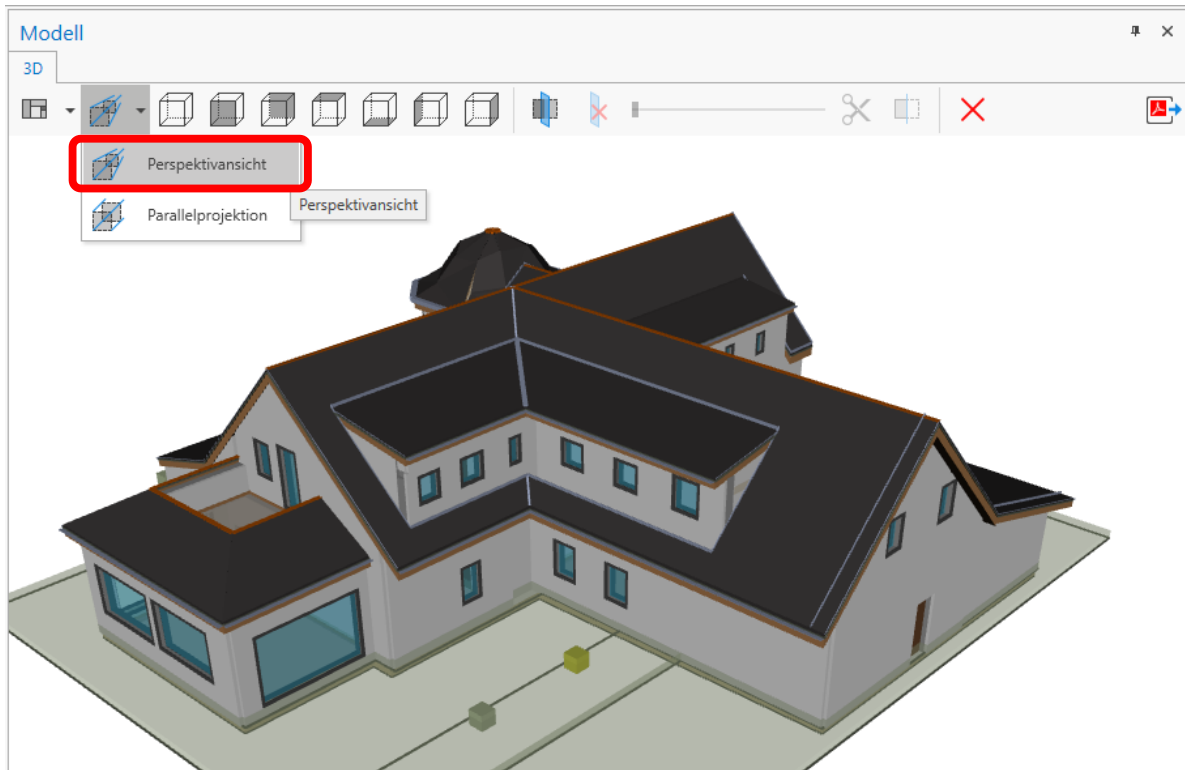 Modell
3D
Perspektivansicht
Parallelprojektion
Perspektivansicht